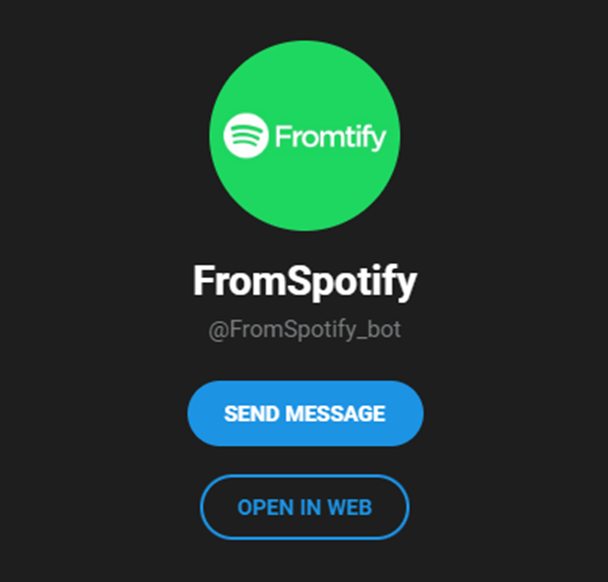 Fromtify
FromSpotify
@FromSpotify_bot
SEND MESSAGE
OPEN IN WEB